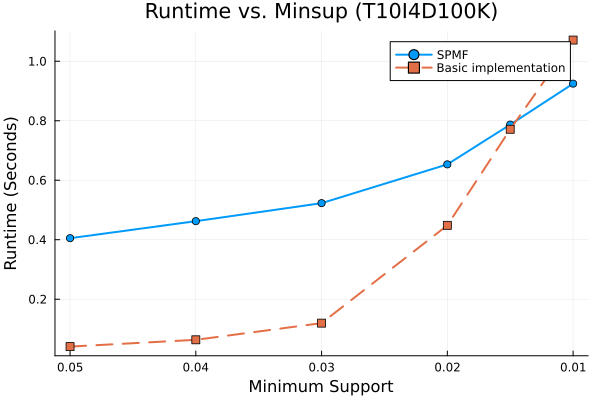 Runtime vs. Minsup (T10I4D100K)
SPMF
Basic implementation
Runtime (Seconds)
1.0
0.8
0.6
0.4
0.2
0.05
0.04
0.03
0.02
0.01
Minimum Support